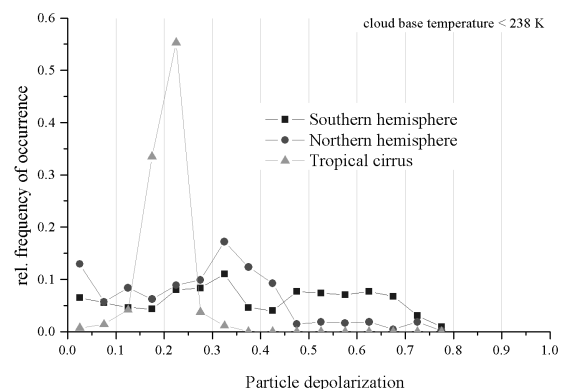 cloud base temperature < 238 K
rel. frequency of occurrence
0.6
0.5
0.4
0.3
0.2
0.1
0.0
Southern hemisphere
Northern hemisphere
Tropical cirrus
0.0 0.1 0.2 0.3 0.4 0.5 0.6 0.7 0.8 0.9 1.0
Particle depolarization